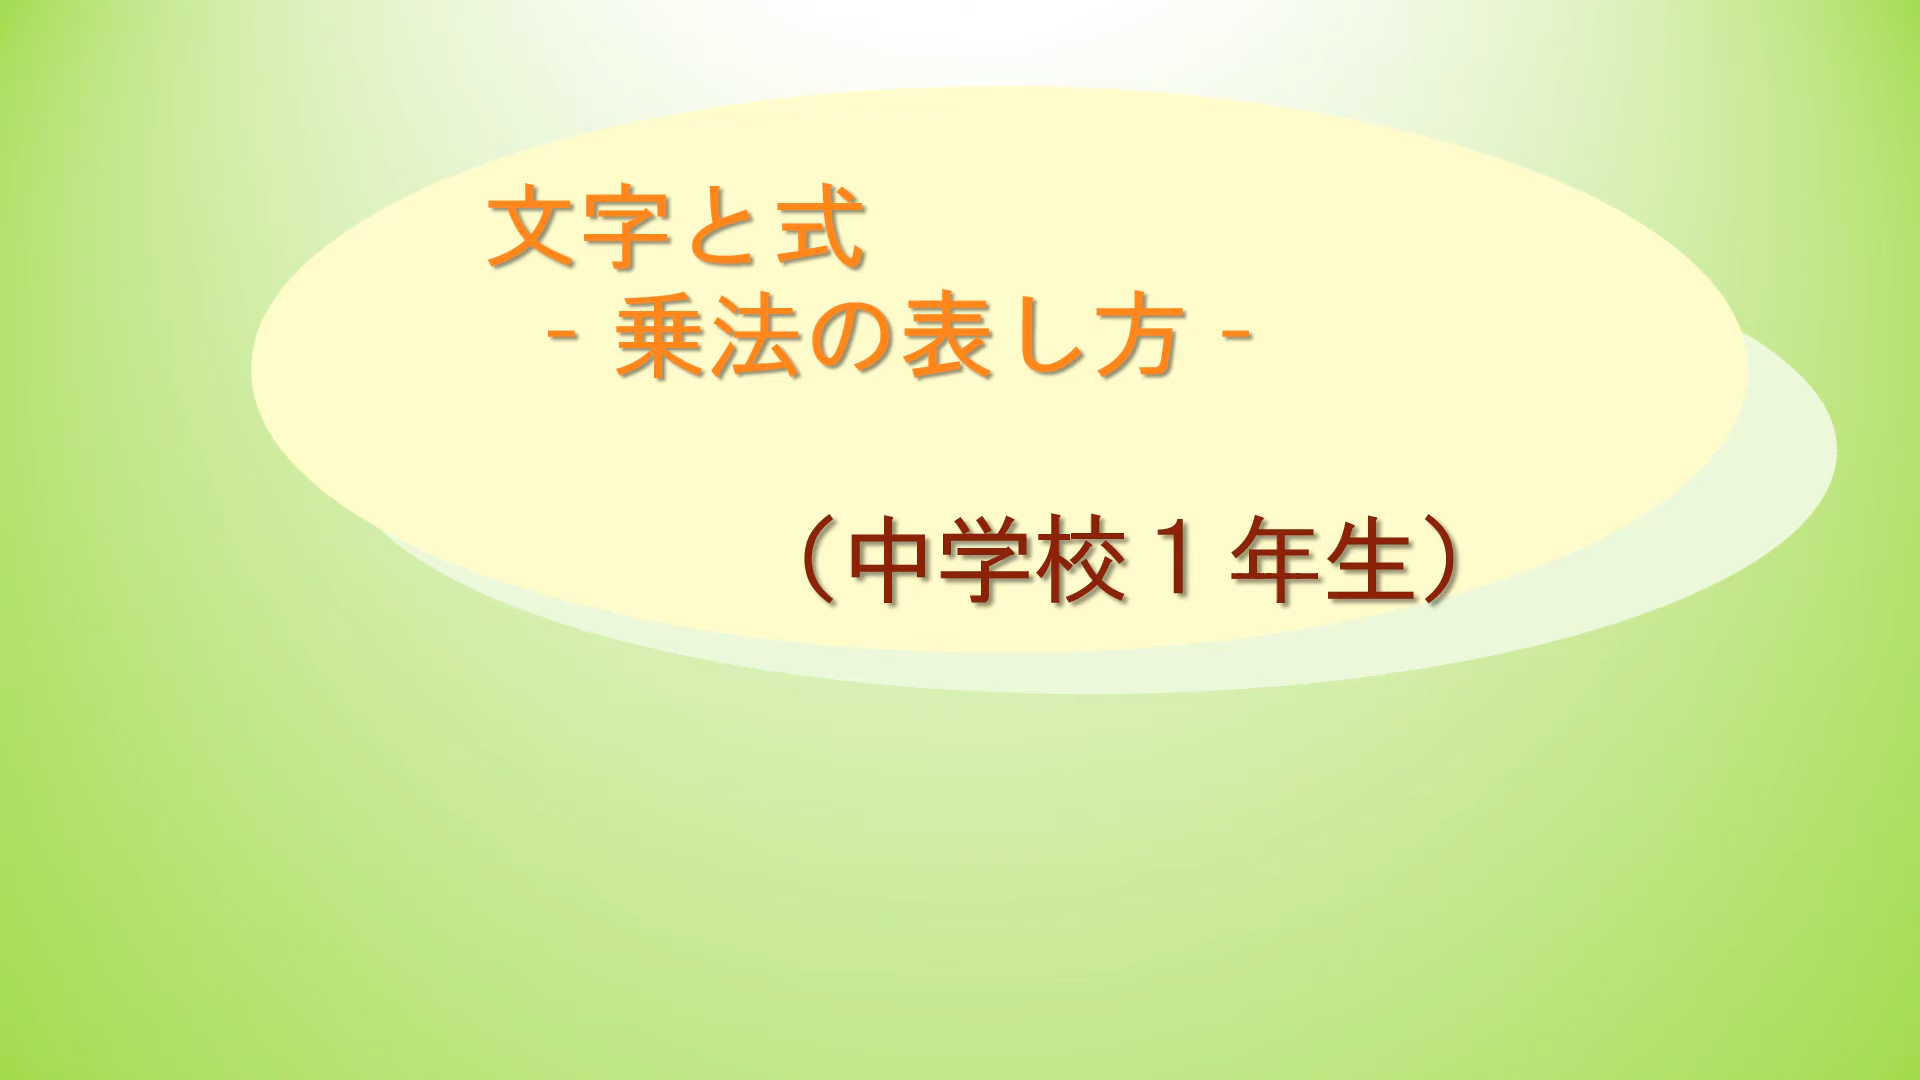 文字と式
‐乗法の表し方‐
（中学校１年生）